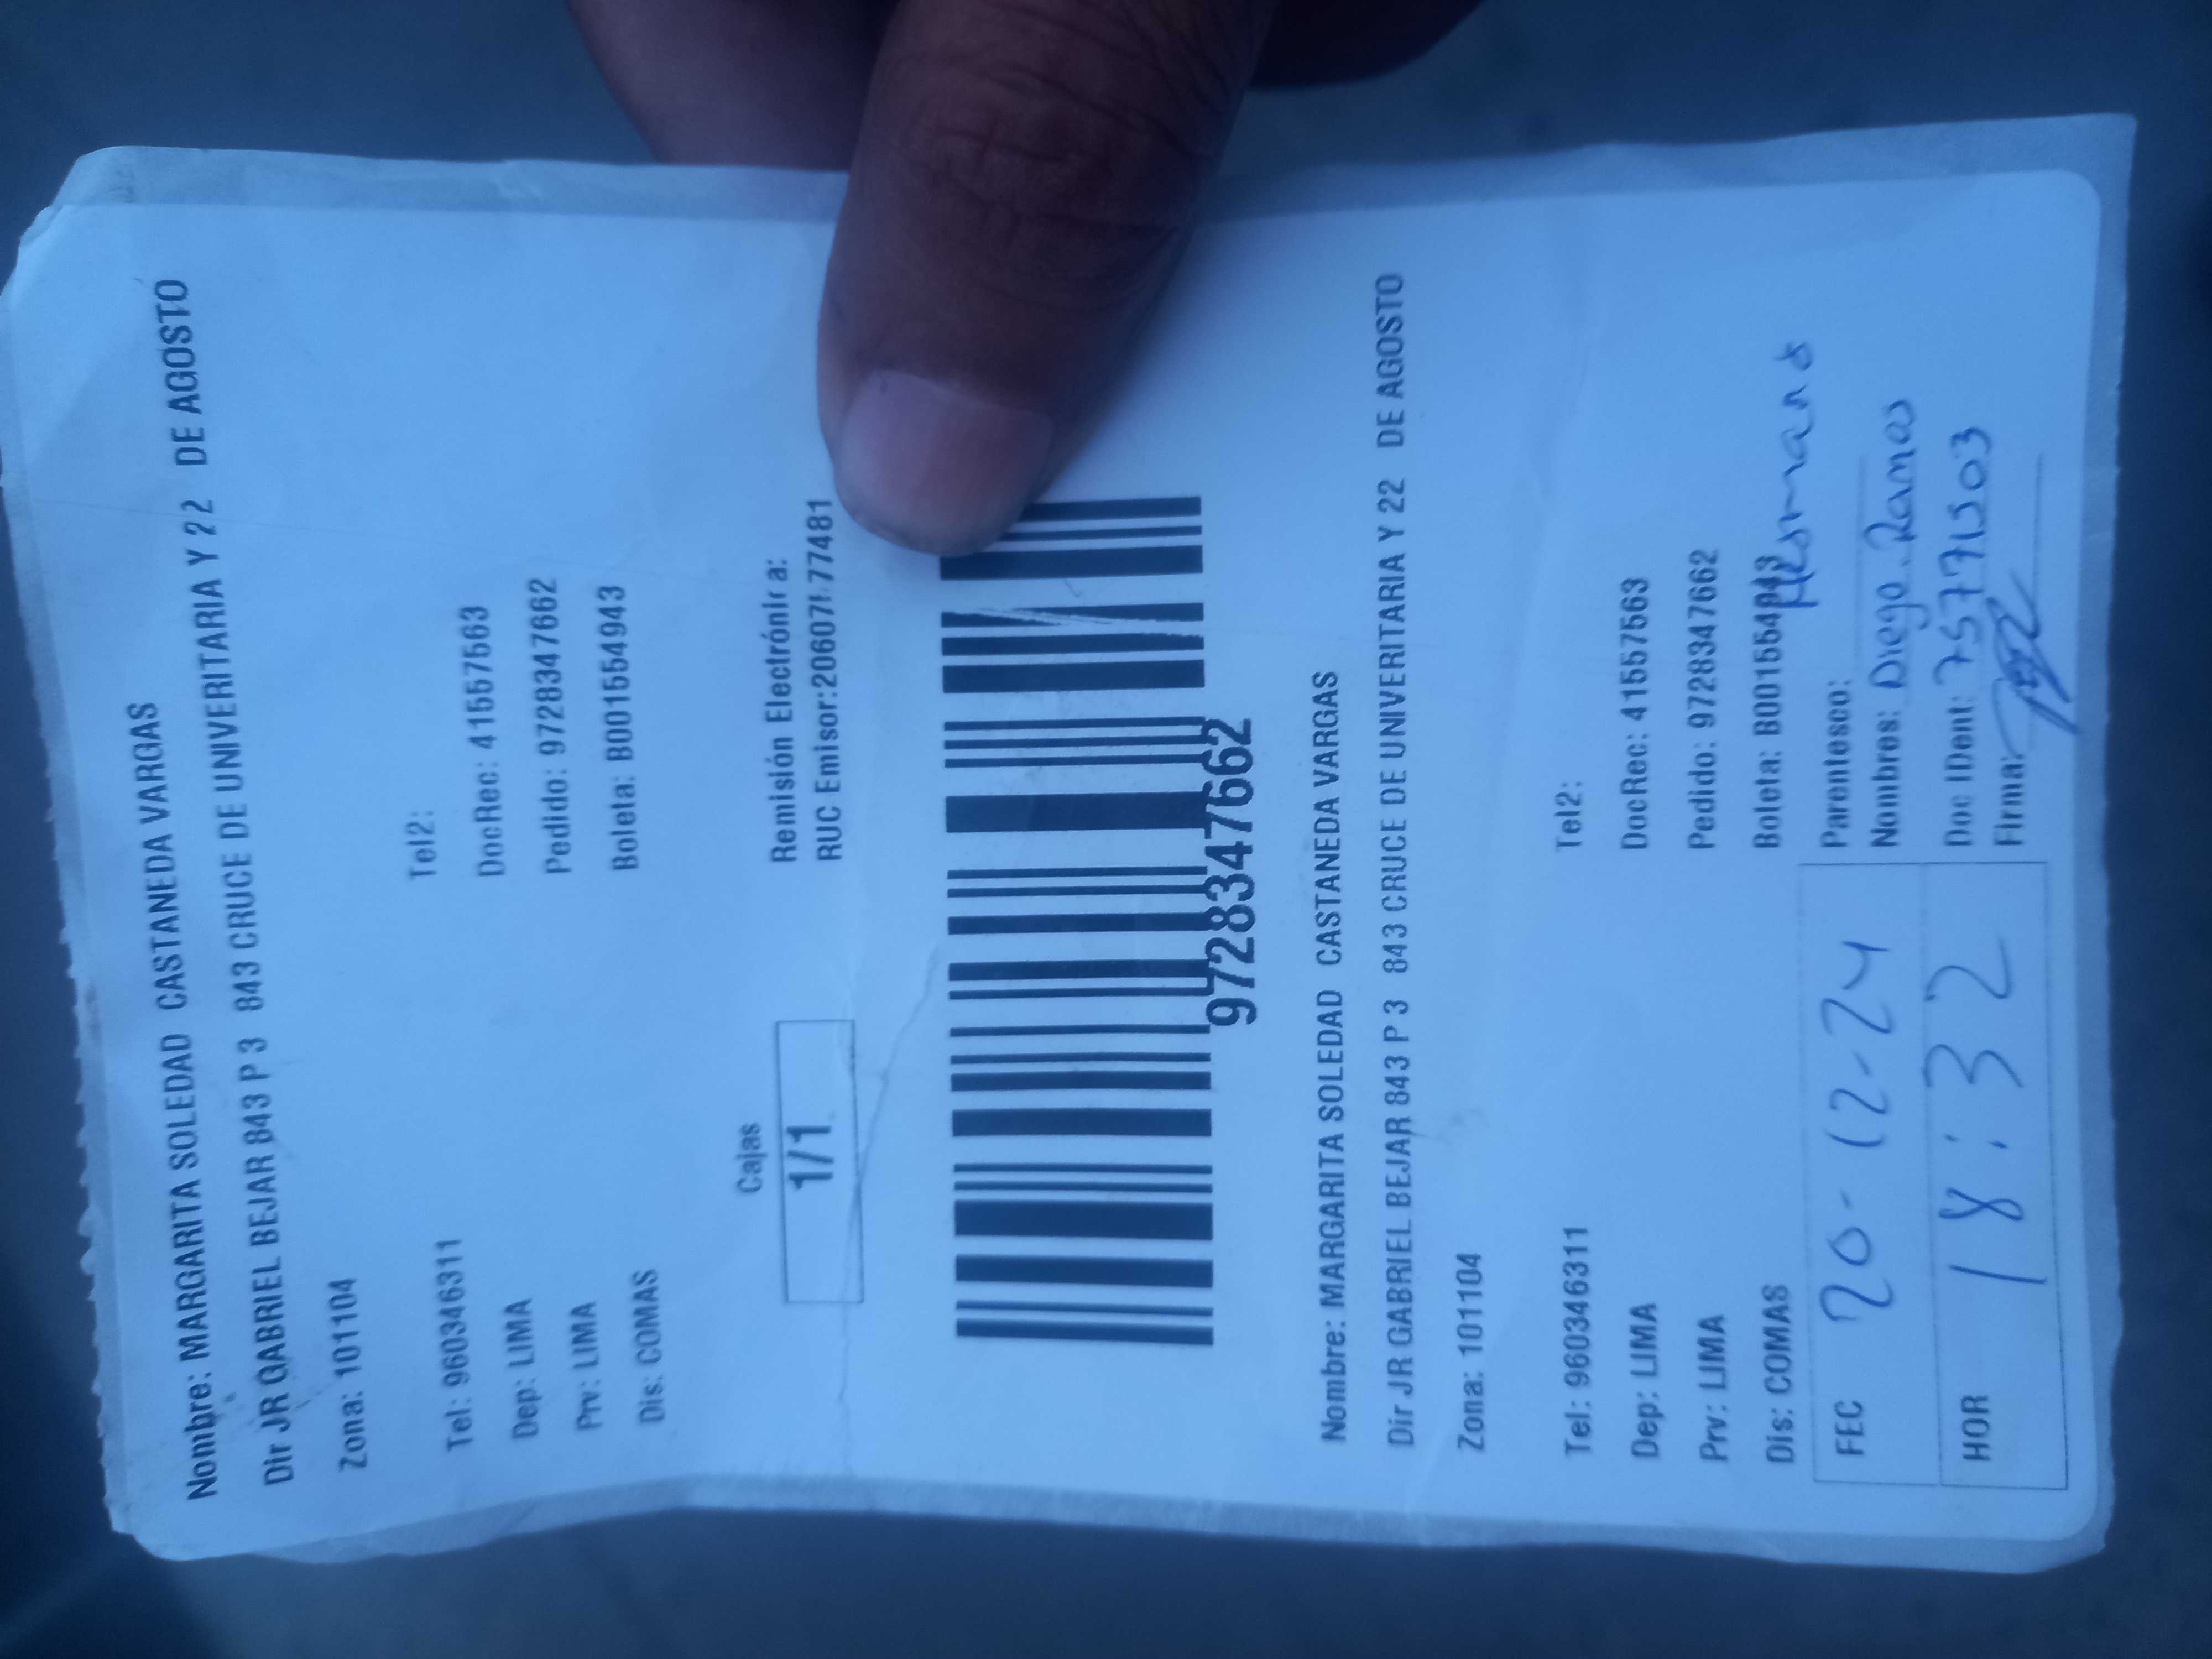 Nombre: MARGARITA SOLEDAD CASTANEDA VARGAS
Dir JR GABRIEL BEJAR 843 P 3 843 CRUCE DE UNIVERITARIA Y 22 DE AGOSTO
Zona: 101104
Tel: 960346311 Tel2:
Dep: LIMA DocRec: 41557563
Prv: LIMA Pedido: 9728347662
Dis: COMAS Boleta: B001554943
Cajas
1/1
Remisión Electrónica:
RUC Emisor:
9728347662
Nombre: MARGARITA SOLEDAD CASTANEDA VARGAS
Dir JR GABRIEL BEJAR 843 P 3 843 CRUCE DE UNIVERITARIA Y 22 DE AGOSTO
Zona: 101104
Tel: 960346311 Tel2:
Dep: LIMA DocRec: 41557563
Prv: LIMA Pedido: 9728347662
Dis: COMAS Boleta: B001554943
FEC 20-12-24
HOR 18:32
Parentesco: Hermano
Nombres: Diego Ramos
Doc IDent:
Firma: